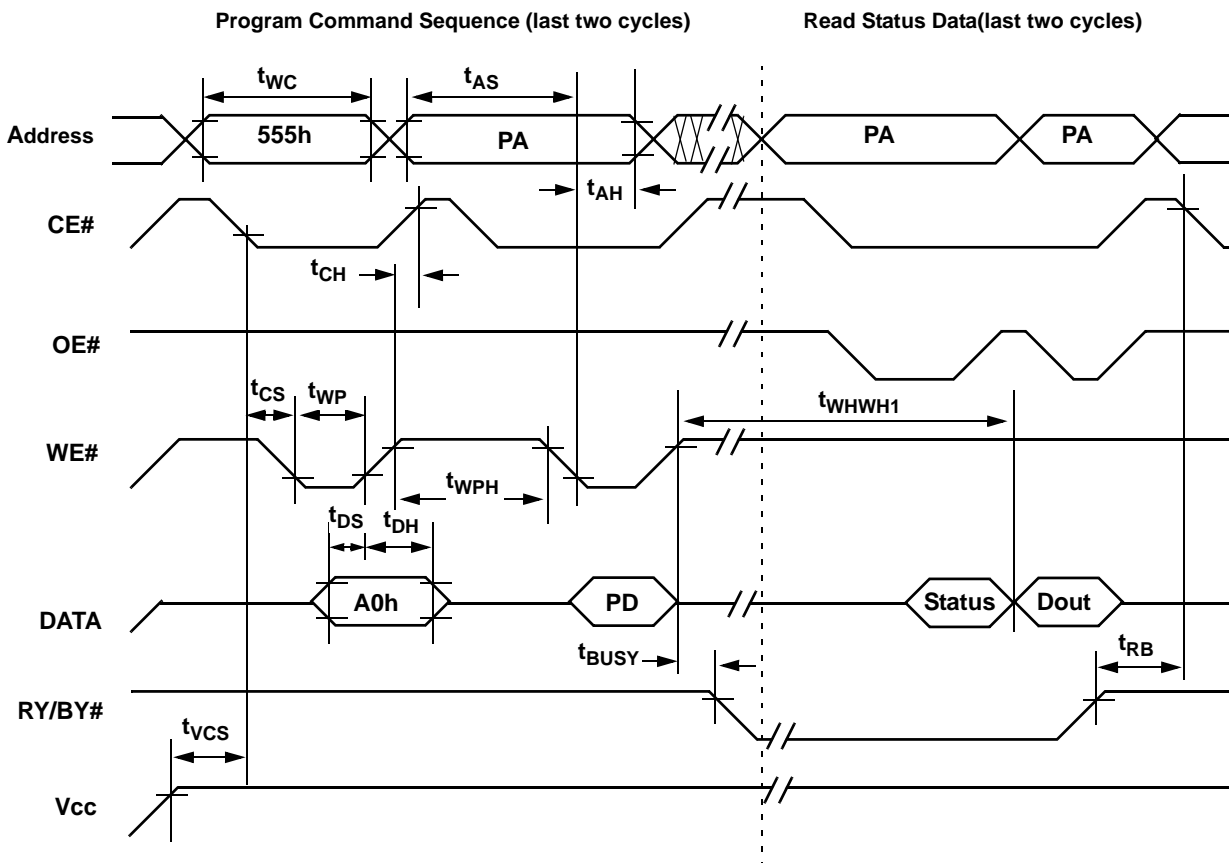 Program Command Sequence (last two cycles)
Read Status Data(last two cycles)
tWC
tAS
Address
555h
PA
PA
PA
tAH
CE#
tCH
OE#
tCS
tWP
tWHWH1
WE#
tWPH
tDS
tDH
A0h
PD
Status
Dout
DATA
tBUSY
tRB
RY/BY#
tVCS
Vcc